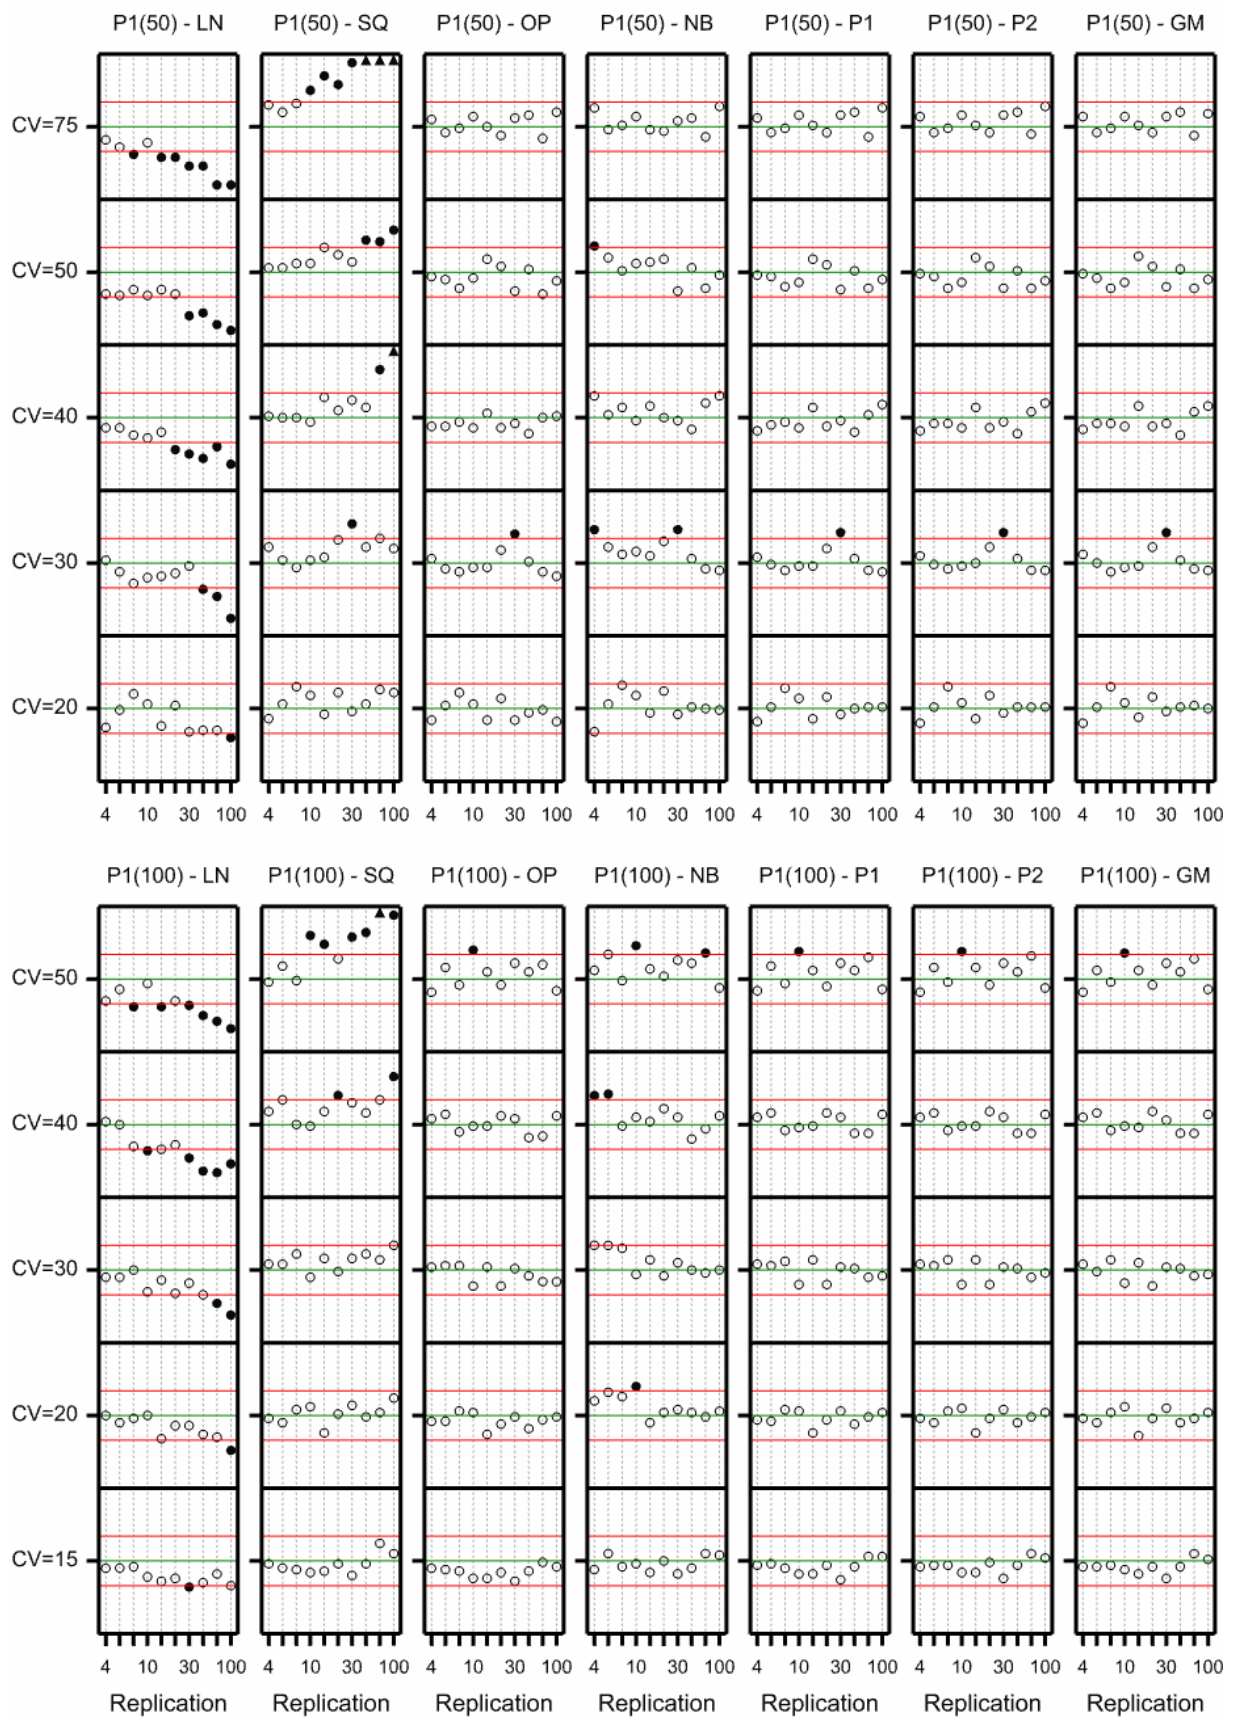 P1(50) - LN P1(50) - SQ P1(50) - OP P1(50) - NB P1(50) - P1 P1(50) - P2 P1(50) - GM
CV=75
CV=50
CV=40
CV=30
CV=20
4 10 30 100 4 10 30 100 4 10 30 100 4 10 30 100 4 10 30 100 4 10 30 100 4 10 30 100
P1(100) - LN P1(100) - SQ P1(100) - OP P1(100) - NB P1(100) - P1 P1(100) - P2 P1(100) - GM
CV=50
CV=40
CV=30
CV=20
CV=15
4 10 30 100 4 10 30 100 4 10 30 100 4 10 30 100 4 10 30 100 4 10 30 100 4 10 30 100
Replication Replication Replication Replication Replication Replication Replication